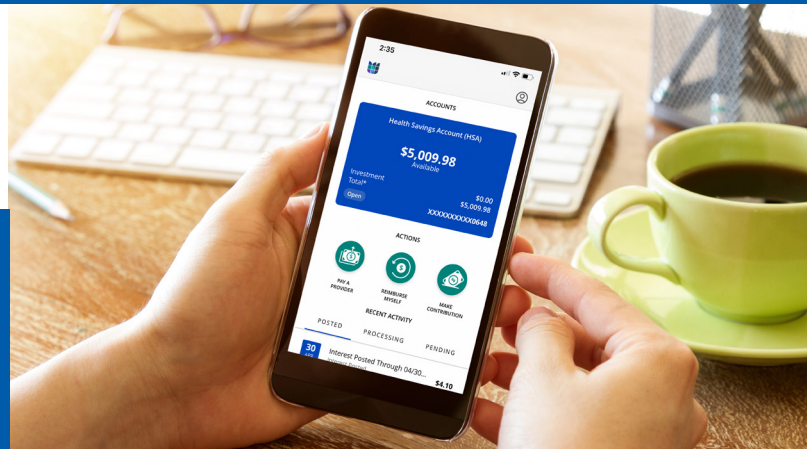 2:35
ACCOUNTS
Health Savings Account (HSA)
$5,009.98
Available
Investment $0.00
Total* $5,009.98
Open XXXXXXXXXX0648
ACTIONS
PAY A PROVIDER
REIMBURSE MYSELF
MAKE CONTRIBUTION
RECENT ACTIVITY
POSTED PROCESSING PENDING
30 Interest Posted Through 04/30...
Interest Posted $4.10